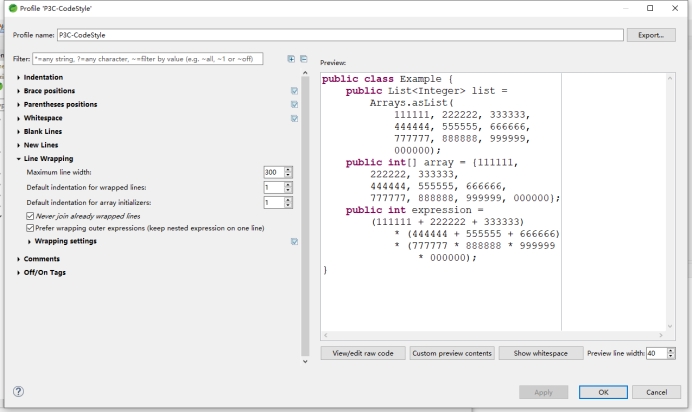 Profile 'P3C-CodeStyle'
Profile name: P3C-CodeStyle
Export...
Filter: *=any string, ?=any character, ~=filter by value (e.g. ~all, ~1 or ~off)
Indentation
Brace positions
Parentheses positions
Whitespace
Blank Lines
New Lines
Line Wrapping
Maximum line width: 300
Default indentation for wrapped lines: 1
Default indentation for array initializers: 1
Never join already wrapped lines
Prefer wrapping outer expressions (keep nested expression on one line)
Wrapping settings
Comments
Off/On Tags
Preview:
public class Example {
public List<Integer> list =
Arrays.asList(
111111, 222222, 333333,
444444, 555555, 666666,
777777, 888888, 999999,
000000);
public int[] array = {111111,
222222, 333333,
444444, 555555, 666666,
777777, 888888, 999999, 000000};
public int expression =
(111111 + 222222 + 333333)
* (444444 + 555555 + 666666)
* (777777 * 888888 * 999999
* 000000);
}
View/edit raw code
Custom preview contents
Show whitespace
Preview line width: 40
Apply
OK
Cancel